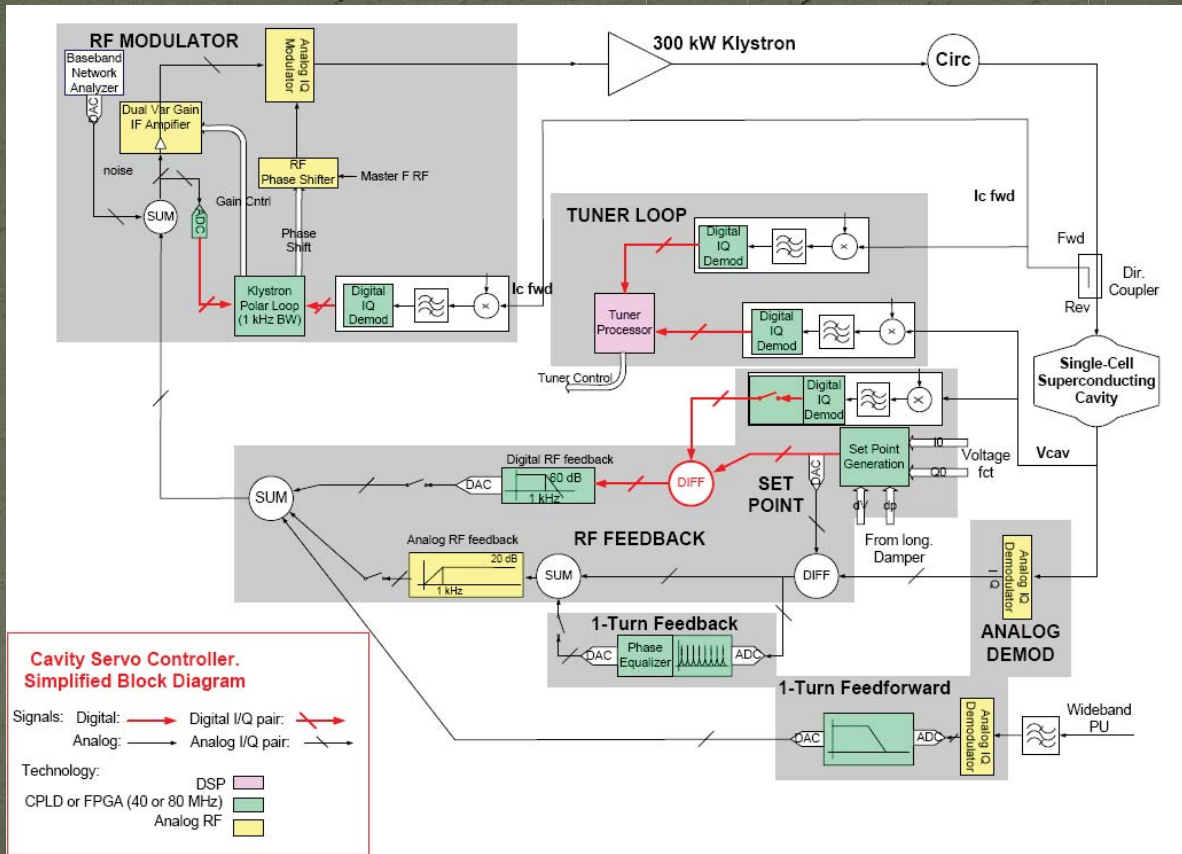 RF MODULATOR
Baseband
Network
Analyzer
DAC
Dual Var Gain
IF Ampifier
noise
SUM
ADC
Gain Cntrl
Analog IQ
Modulator
RF
Phase Shifter
Master F RF
Phase
Shift
Klystron
Polar Loop
(1 kHz BW)
Digital
IQ
Demod
X
Ic fwd
300 kW Klystron
Circ
Ic fwd
Fwd
Dir.
Coupler
Rev
Single-Cell
Superconducting
Cavity
Vcav
TUNER LOOP
Digital
IQ
Demod
X
Tuner
Processor
Digital
IQ
Demod
X
Tuner Control
Digital
IQ
Demod
X
Set Point
Generation
I0
Q0
Voltage
fct
dV
dp
From long.
Damper
SET
POINT
DAC
DIFF
Digital RF feedback
60 dB
1 kHz
DAC
SUM
RF FEEDBACK
Analog RF feedback
20 dB
1 kHz
SUM
DIFF
1-Turn Feedback
DAC
Phase
Equalizer
ADC
Analog IQ
Demodulator
I Q
ANALOG
DEMOD
1-Turn Feedforward
DAC
ADC
Analog IQ
Demodulator
Wideband
PU
Cavity Servo Controller.
Simplified Block Diagram
Signals: Digital: Digital I/Q pair:
Analog: Analog I/Q pair:
Technology:
DSP
CPLD or FPGA (40 or 80 MHz)
Analog RF